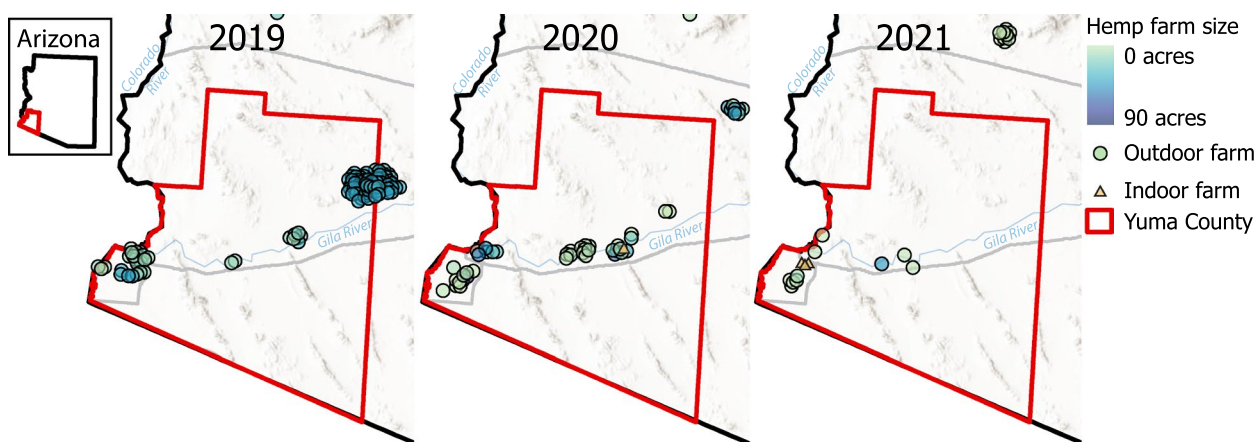 Arizona
2019
Colorado
River
Gila River
2020
Colorado
River
Gila River
2021
Colorado
River
Gila River
Hemp farm size
0 acres
90 acres
Outdoor farm
Indoor farm
Yuma County